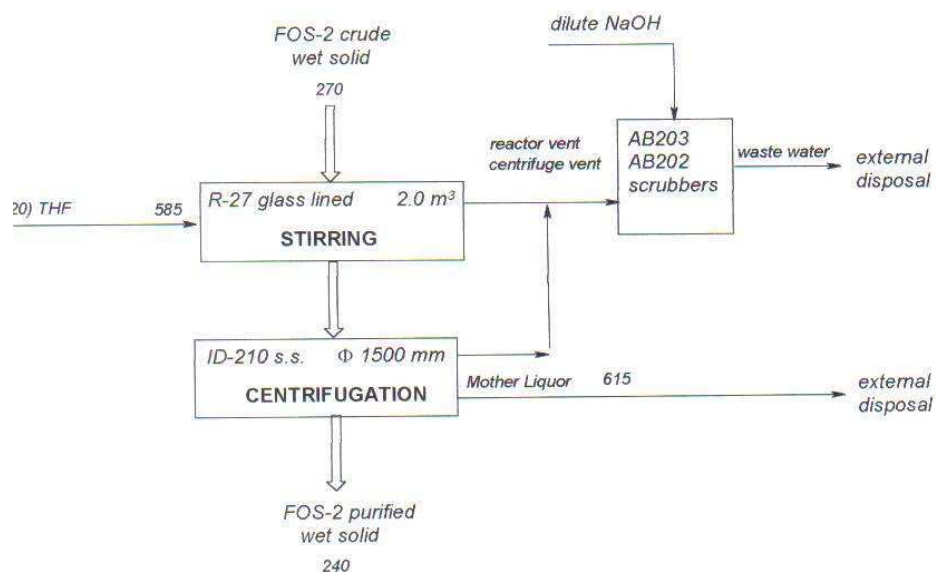 dilute NaOH
FOS-2 crude
wet solid
270
reactor vent
centrifuge vent
AB203
AB202
scrubbers
waste water
external
disposal
20) THF
585
R-27 glass lined 2.0 m³
STIRRING
ID-210 s.s. Φ 1500 mm
CENTRIFUGATION
Mother Liquor 615
external
disposal
FOS-2 purified
wet solid
240